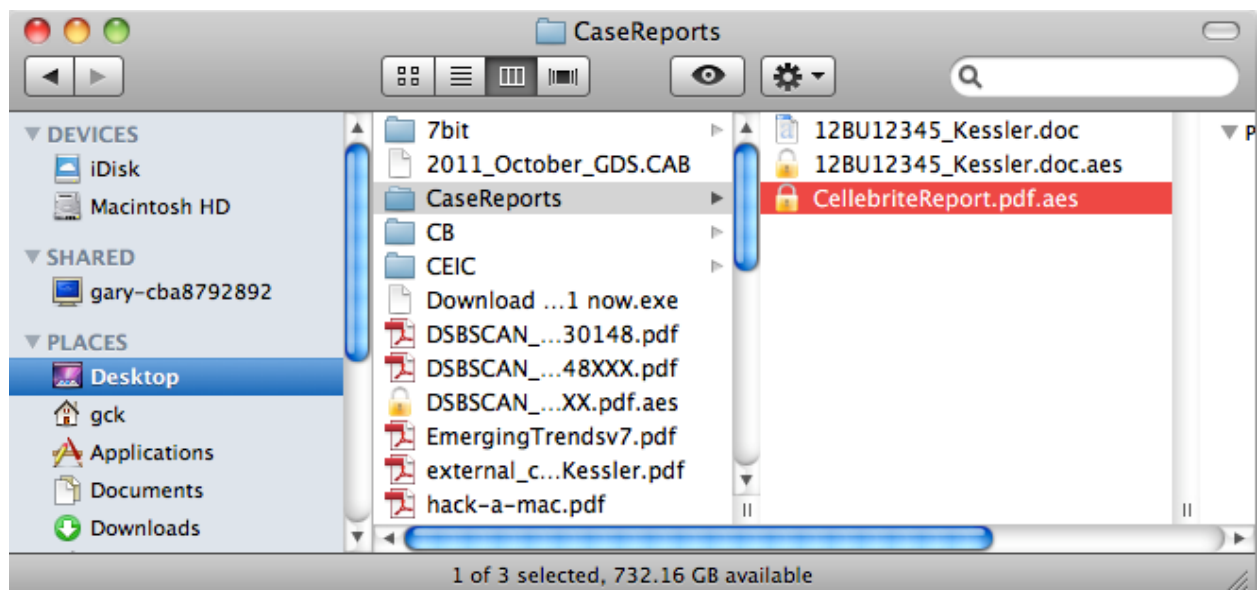 CaseReports
DEVICES
iDisk
Macintosh HD
SHARED
gary-cba8792892
PLACES
Desktop
gck
Applications
Documents
Downloads
7bit
2011_October_GDS.CAB
CaseReports
CB
CEIC
Download ...1 now.exe
DSBSCAN_...30148.pdf
DSBSCAN_...48XXX.pdf
DSBSCAN_...XX.pdf.aes
EmergingTrendsv7.pdf
external_c...Kessler.pdf
hack-a-mac.pdf
12BU12345_Kessler.doc
12BU12345_Kessler.doc.aes
CellebriteReport.pdf.aes
P
1 of 3 selected, 732.16 GB available